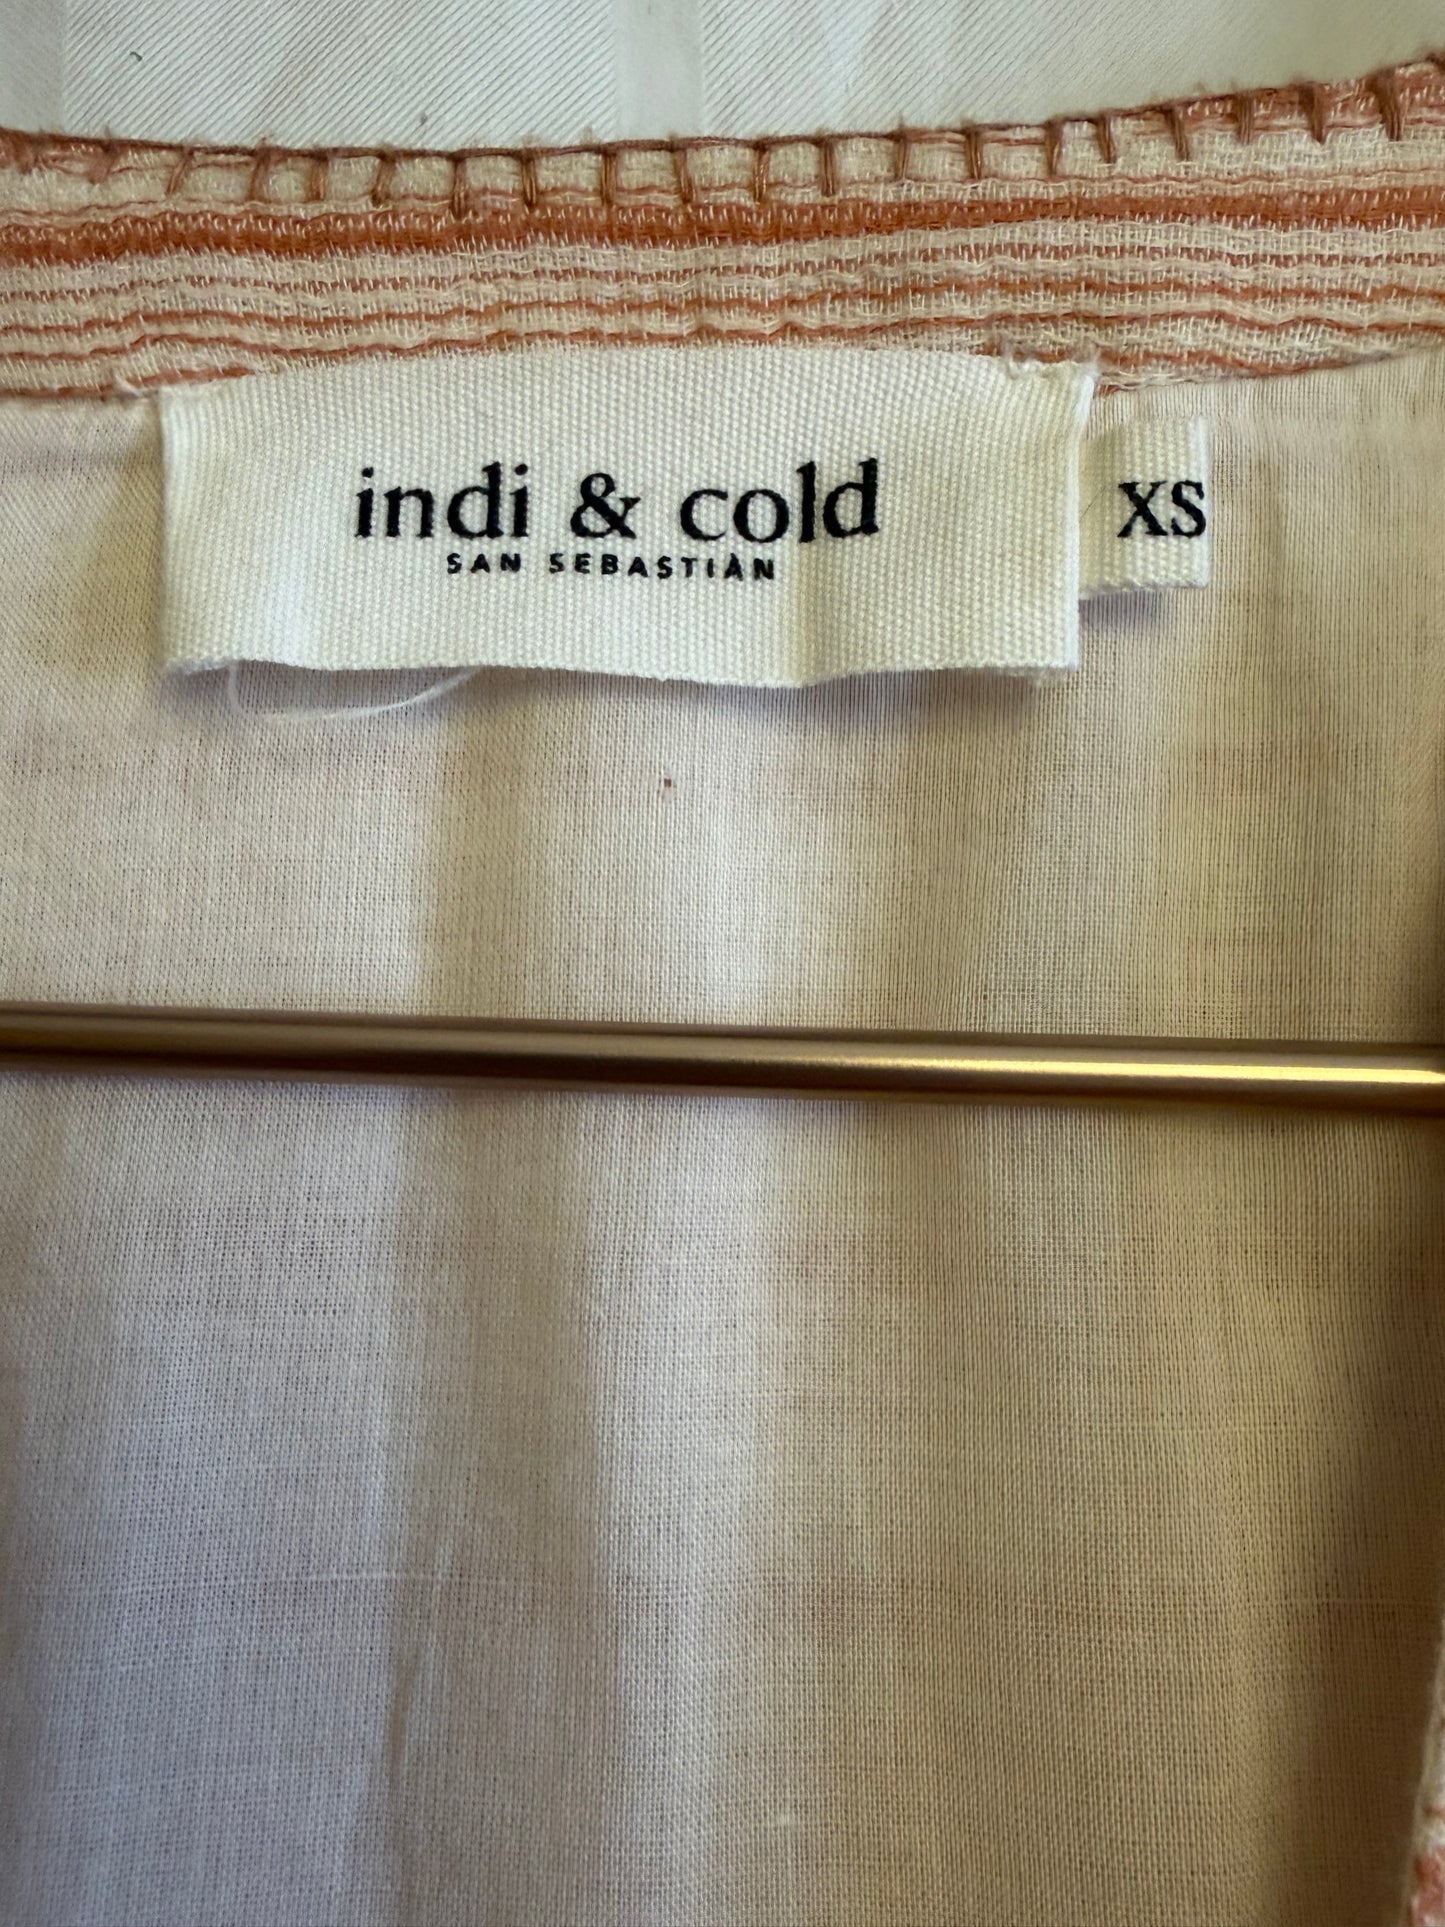 indi & cold
SAN SEBASTIÀN
XS